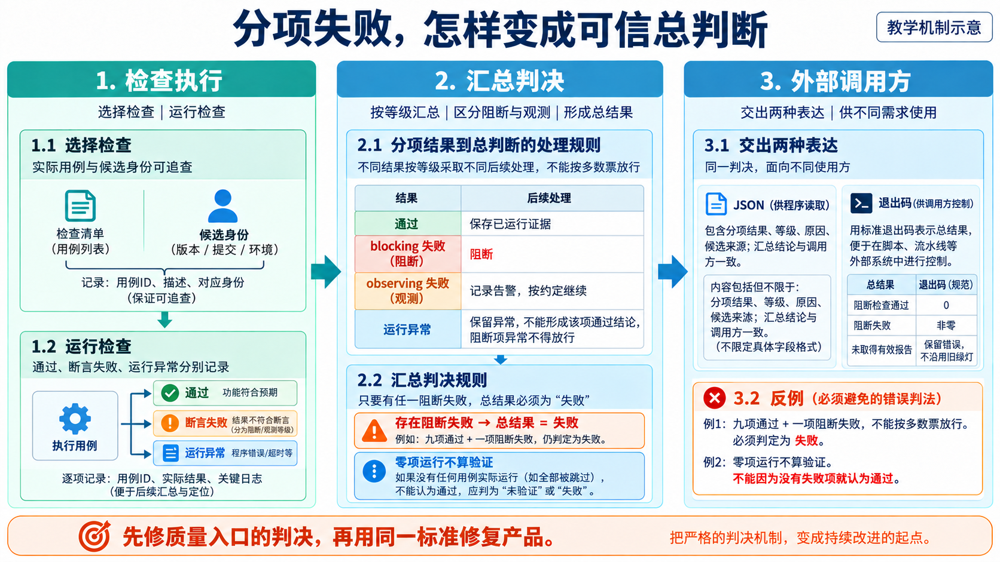 分项失败，怎样变成可信总判断
教学机制示意
1. 检查执行
选择检查 | 运行检查
1.1 选择检查
实际用例与候选身份可追查
检查清单
（用例列表）
候选身份
（版本 / 提交 / 环境）
记录：用例ID、描述、对应身份
（保证可追查）
1.2 运行检查
通过、断言失败、运行异常分别记录
执行用例
通过 功能符合预期
断言失败 结果不符合断言
（分为阻断/观测等级）
运行异常 程序错误/超时等
逐项记录：用例ID、实际结果、关键日志
（便于后续汇总与定位）
2. 汇总判决
按等级汇总 | 区分阻断与观测 | 形成总结果
2.1 分项结果到总判断的处理规则
不同结果按等级采取不同后续处理，不能按多数票放行
结果 后续处理
通过 保存已运行证据
blocking 失败
（阻断）
阻断
observing 失败
（观测）
记录告警，按约定继续
运行异常
保留异常，不能形成该项通过结论，
阻断项异常不得放行
2.2 汇总判决规则
只要有任一阻断失败，总结果必须为“失败”
存在阻断失败 → 总结果 = 失败
例如：九项通过 + 一项阻断失败，仍判定为失败。
零项运行不算验证
如果没有任何用例实际运行（如全部被跳过），
不能认为通过，应判为“未验证”或“失败”。
3. 外部调用方
交出两种表达 | 供不同需求使用
3.1 交出两种表达
同一判决，面向不同使用方
JSON（供程序读取）
包含分项结果、等级、原因、
候选来源；汇总结论与调用
方一致。
内容包括但不限于：
分项结果、等级、原因、
候选来；汇总结论与
调用方一致。
（不限定具体字段格式）
退出码（供调用方控制）
用标准退出码表示总结果，
便于在脚本、流水线等
外部系统中进行控制。
总结果 退出码（规范）
阻断检查通过 0
阻断失败 非零
未取得有效报告 保留错误，
不沿用旧绿灯
3.2 反例（必须避免的错误判法）
例1：九项通过 + 一项阻断失败，不能按多数票放行。
必须判定为 失败。
例2：零项运行不算验证。
不能因为没有失败项就认为通过。
先修质量入口的判决，再用同一标准修复产品。
把严格的判决机制，变成持续改进的起点。